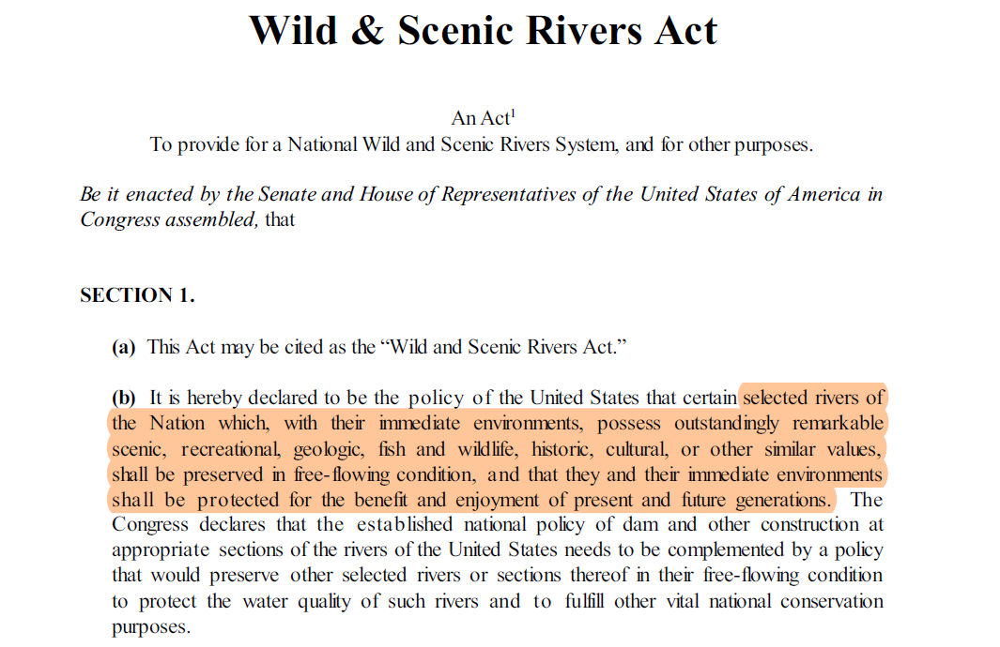 Wild & Scenic Rivers Act
An Act¹
To provide for a National Wild and Scenic Rivers System, and for other purposes.
Be it enacted by the Senate and House of Representatives of the United States of America in
Congress assembled, that
SECTION 1.
(a) This Act may be cited as the “Wild and Scenic Rivers Act.”
(b) It is hereby declared to be the policy of the United States that certain selected rivers of
the Nation which, with their immediate environments, possess outstandingly remarkable
scenic, recreational, geologic, fish and wildlife, historic, cultural, or other similar values,
shall be preserved in free-flowing condition, and that they and their immediate environments
shall be protected for the benefit and enjoyment of present and future generations. The
Congress declares that the established national policy of dam and other construction at
appropriate sections of the rivers of the United States needs to be complemented by a policy
that would preserve other selected rivers or sections thereof in their free-flowing condition
to protect the water quality of such rivers and to fulfill other vital national conservation
purposes.